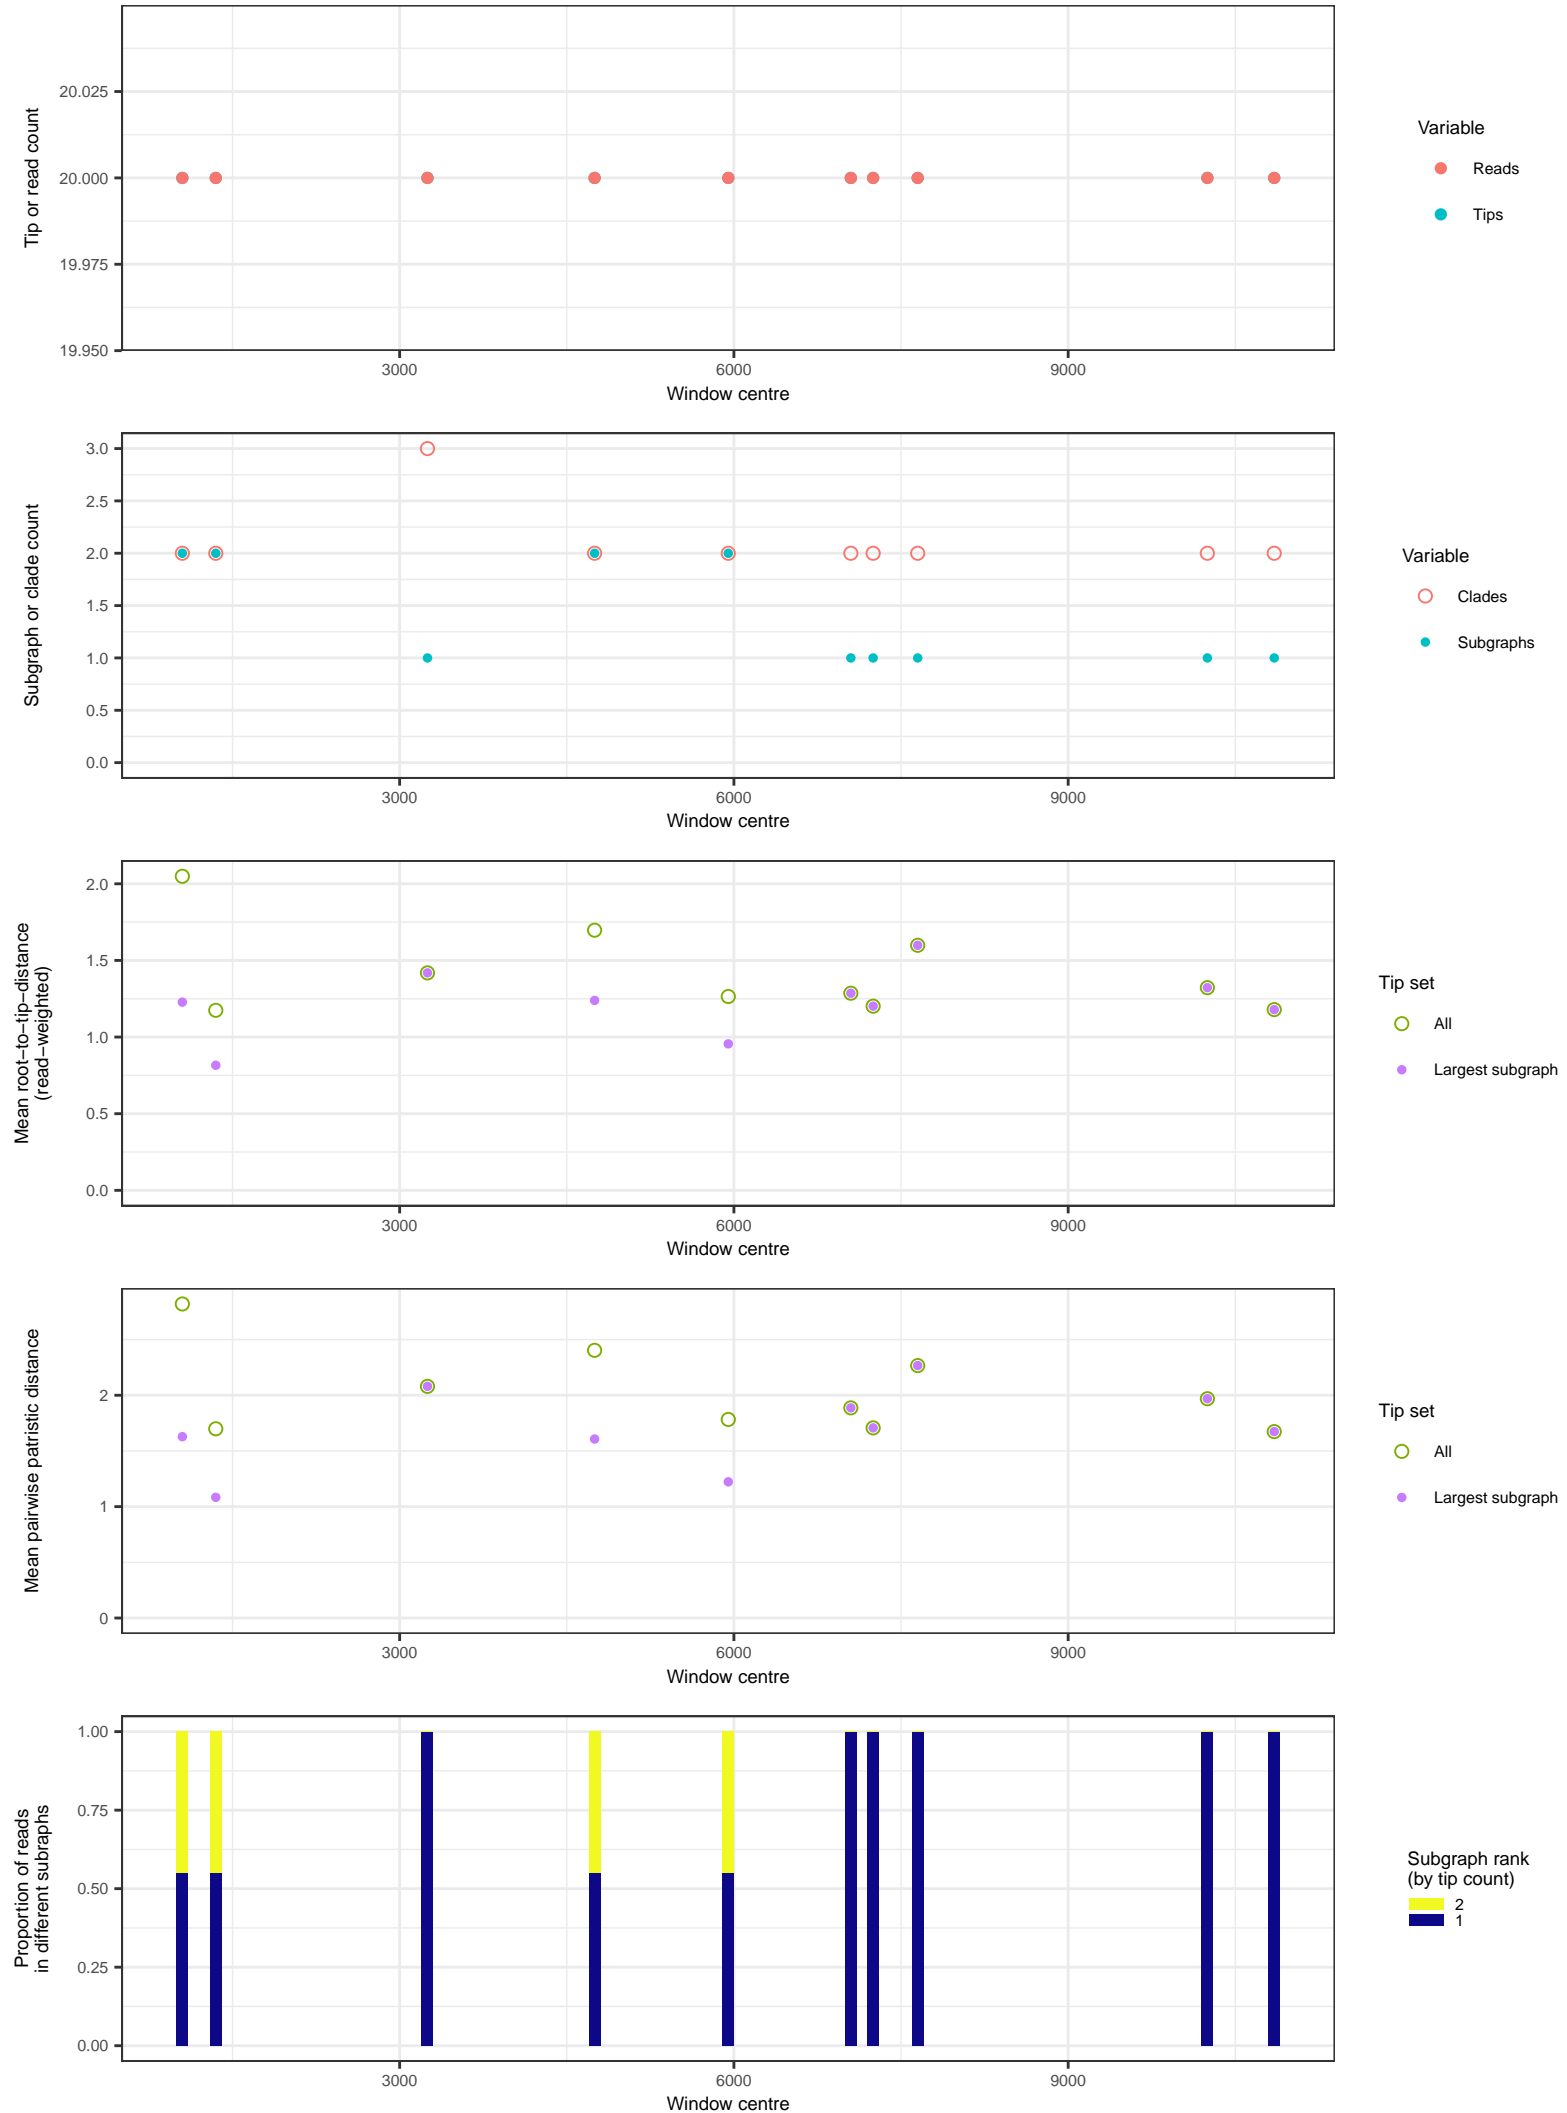 20.025
20.000
19.975
19.950
Tip or read count
3000
6000
9000
Window centre
Variable
Reads
Tips
3.0
2.5
2.0
1.5
1.0
0.5
0.0
Subgraph or clade count
3000
6000
9000
Window centre
Variable
Clades
Subgraphs
2.0
1.5
1.0
0.5
0.0
Mean root−to−tip−distance
(read−weighted)
3000
6000
9000
Window centre
Tip set
All
Largest subgraph
2
1
0
Mean pairwise patristic distance
3000
6000
9000
Window centre
Tip set
All
Largest subgraph
1.00
0.75
0.50
0.25
0.00
Proportion of reads
in different subraphs
3000
6000
9000
Window centre
Subgraph rank
(by tip count)
2
1